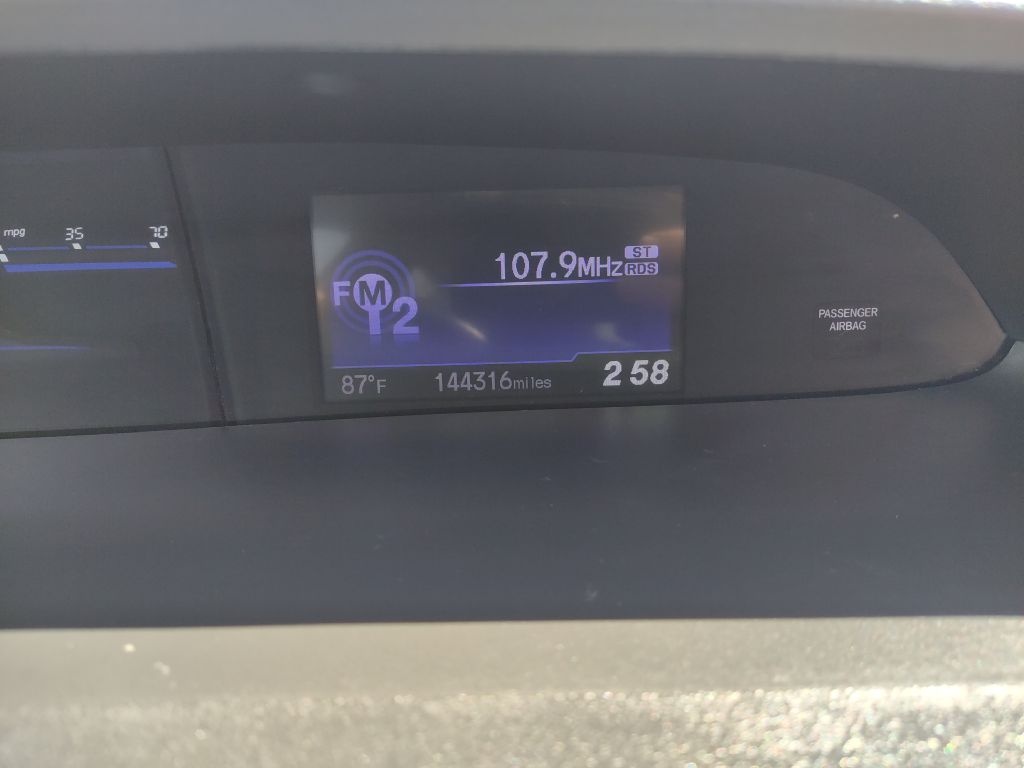 mpg 35 70
107.9MHz ST
RDS
FM
2
87°F 144316miles 2 58
PASSENGER
AIRBAG